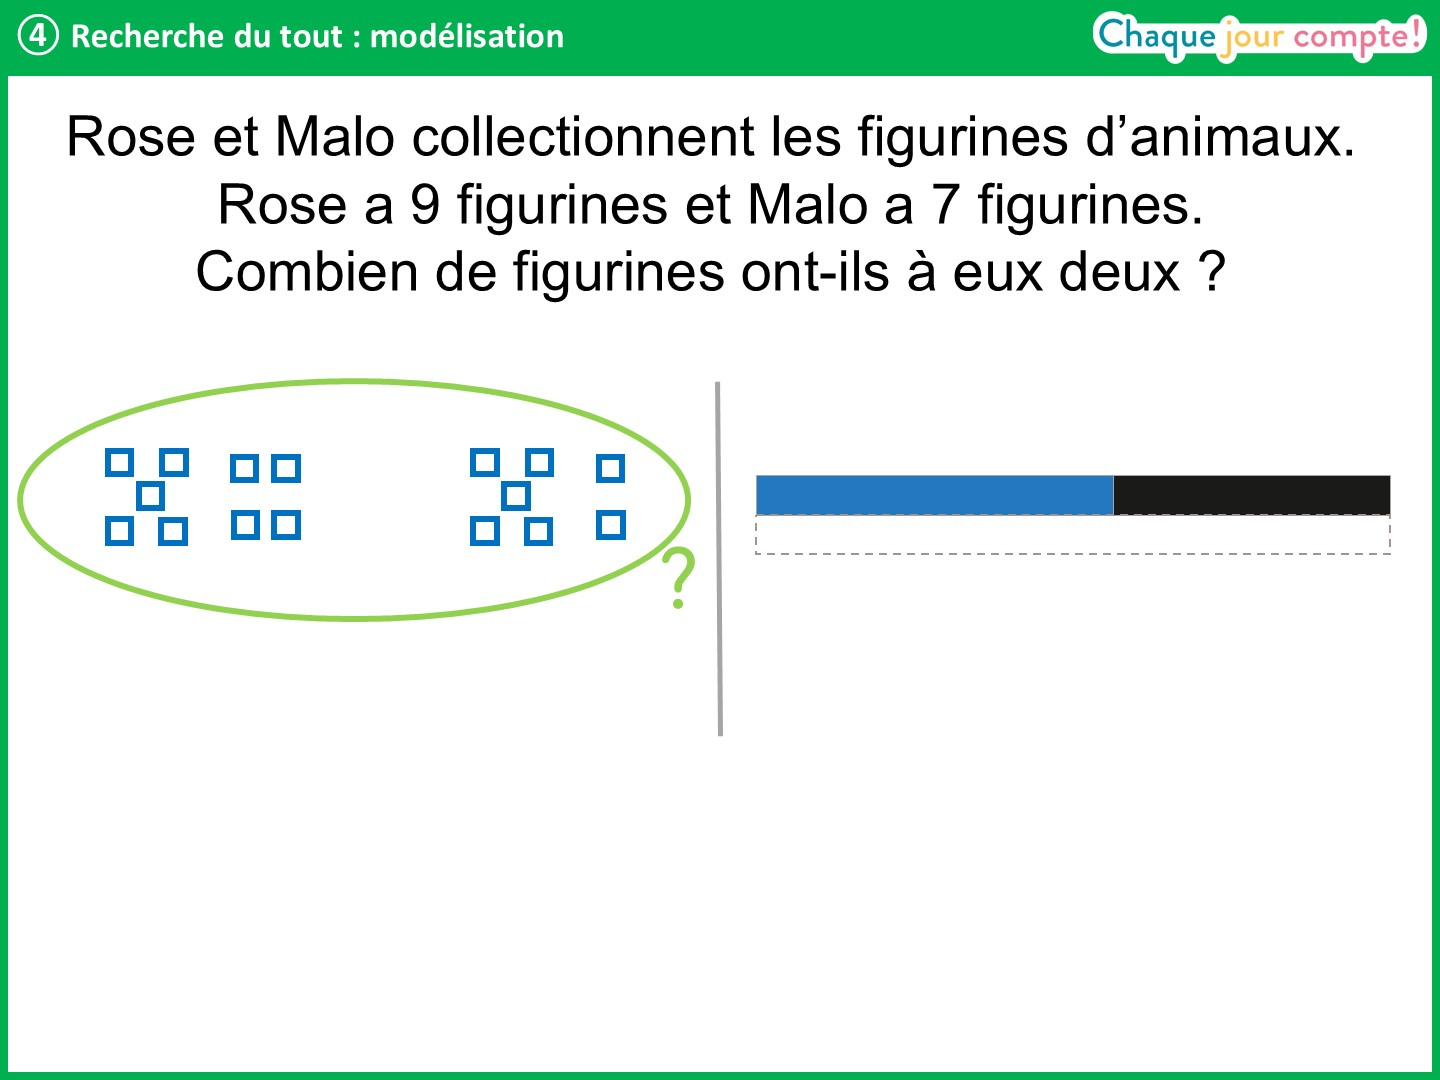 ④ Recherche du tout : modélisation
Chaque jour compte!
Rose et Malo collectionnent les figurines d’animaux.
Rose a 9 figurines et Malo a 7 figurines.
Combien de figurines ont-ils à eux deux ?
?